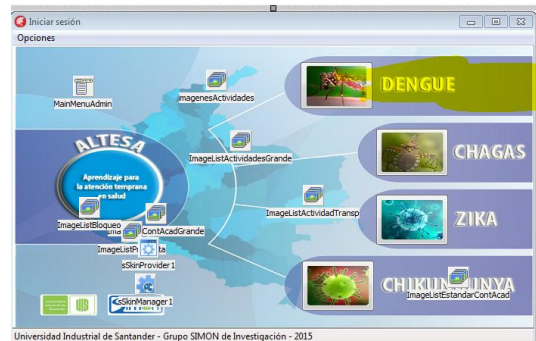 Iniciar sesión
Opciones
MainMenuAdmin
imagenesActividades
DENGUE
ALTESA
Aprendizaje para
la atención temprana
en salud
ImageListActividadesGrande
CHAGAS
ImageListBloqueo
ContAcadGrande
ImageListActividadTransp
ZIKA
sSkinProvider1
sSkinManager1
ImageListEstandarContAcad
Universidad Industrial de Santander - Grupo SIMON de Investigación - 2015